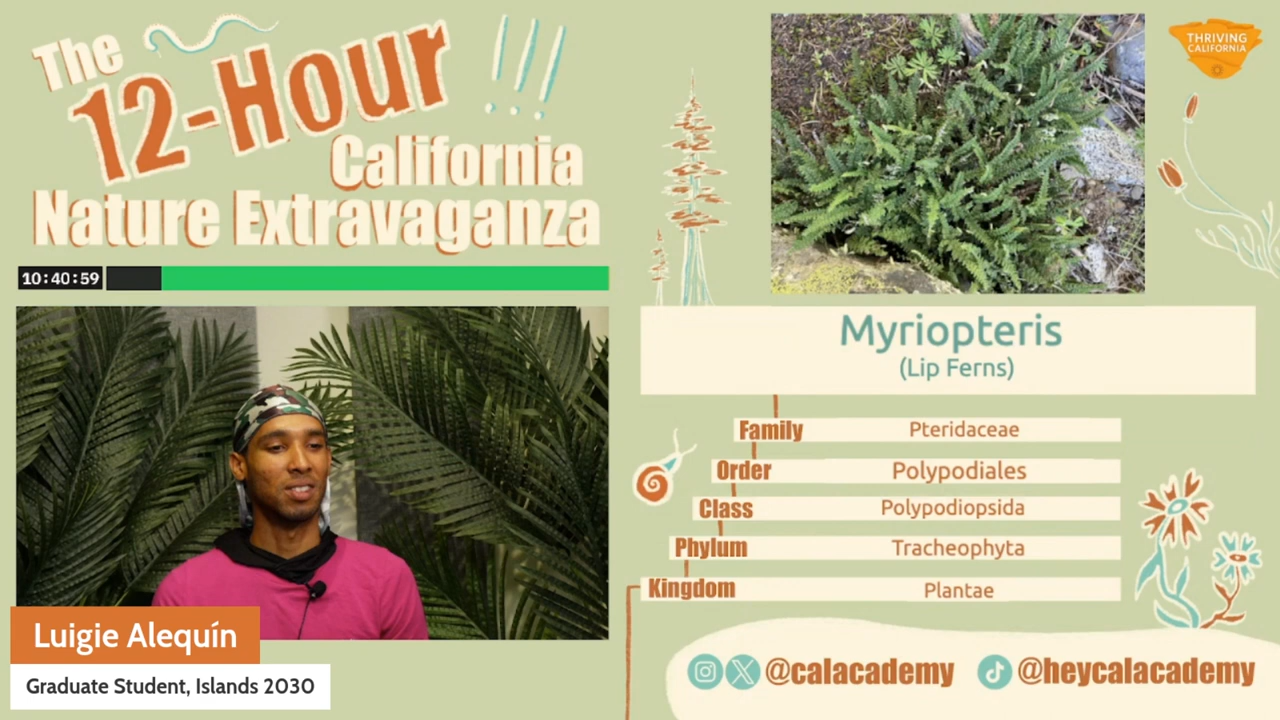 The
12-Hour
!!!
California
Nature Extravaganza
10:40:59
Luigie Alequín
Graduate Student, Islands 2030
THRIVING
CALIFORNIA
Myriopteris
(Lip Ferns)
Family Pteridaceae
Order Polypodiales
Class Polypodiopsida
Phylum Tracheophyta
Kingdom Plantae
@calacademy @heycalacademy